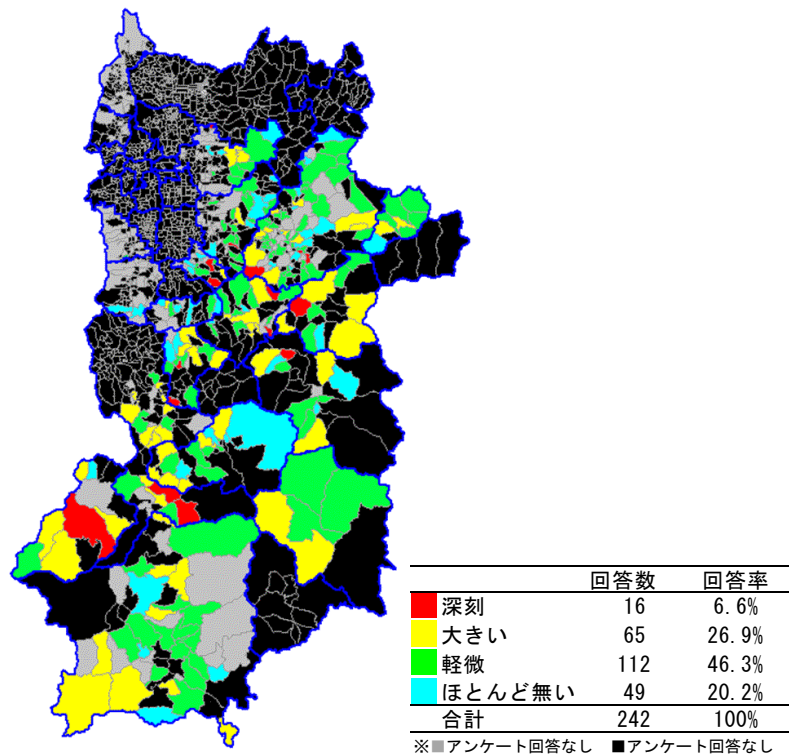 回答数 回答率
深刻 16 6.6%
大きい 65 26.9%
軽微 112 46.3%
ほとんど無い 49 20.2%
合計 242 100%
※■アンケート回答なし ■アンケート回答なし